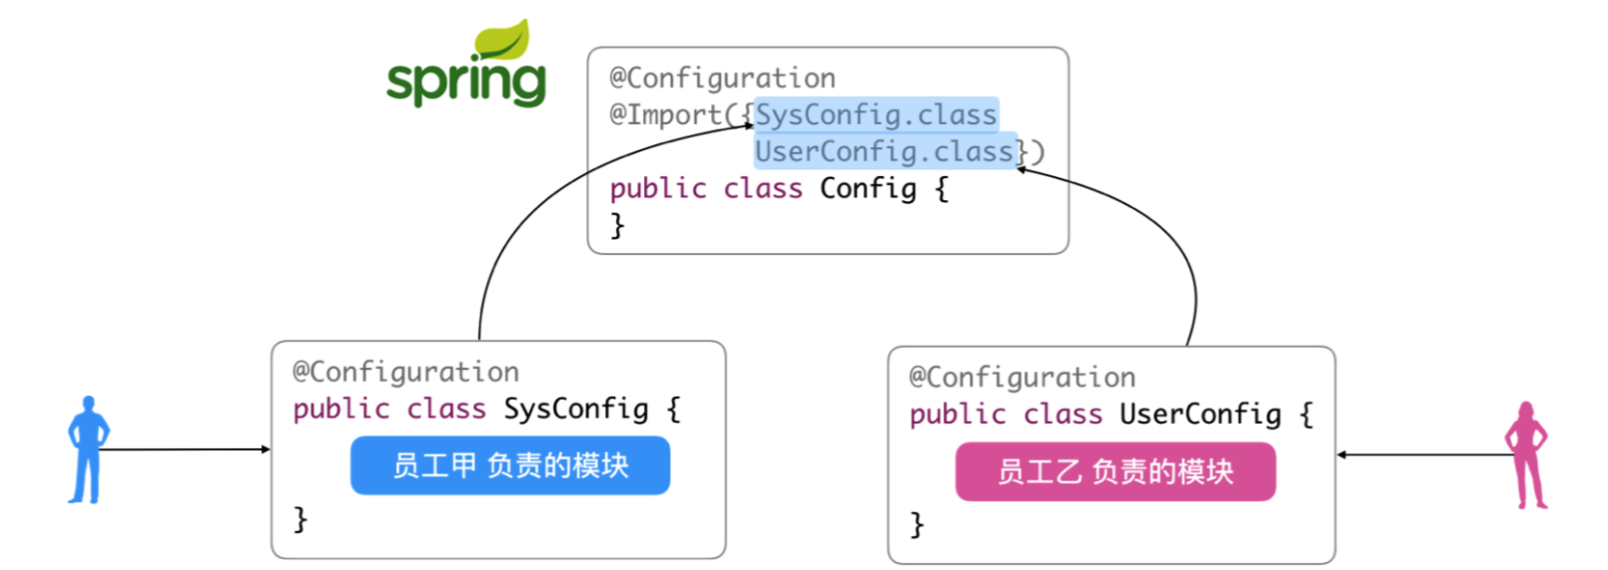 spring
@Configuration
@Import({SysConfig.class
UserConfig.class})
public class Config {
}
@Configuration
public class SysConfig {
员工甲 负责的模块
}
@Configuration
public class UserConfig {
员工乙 负责的模块
}